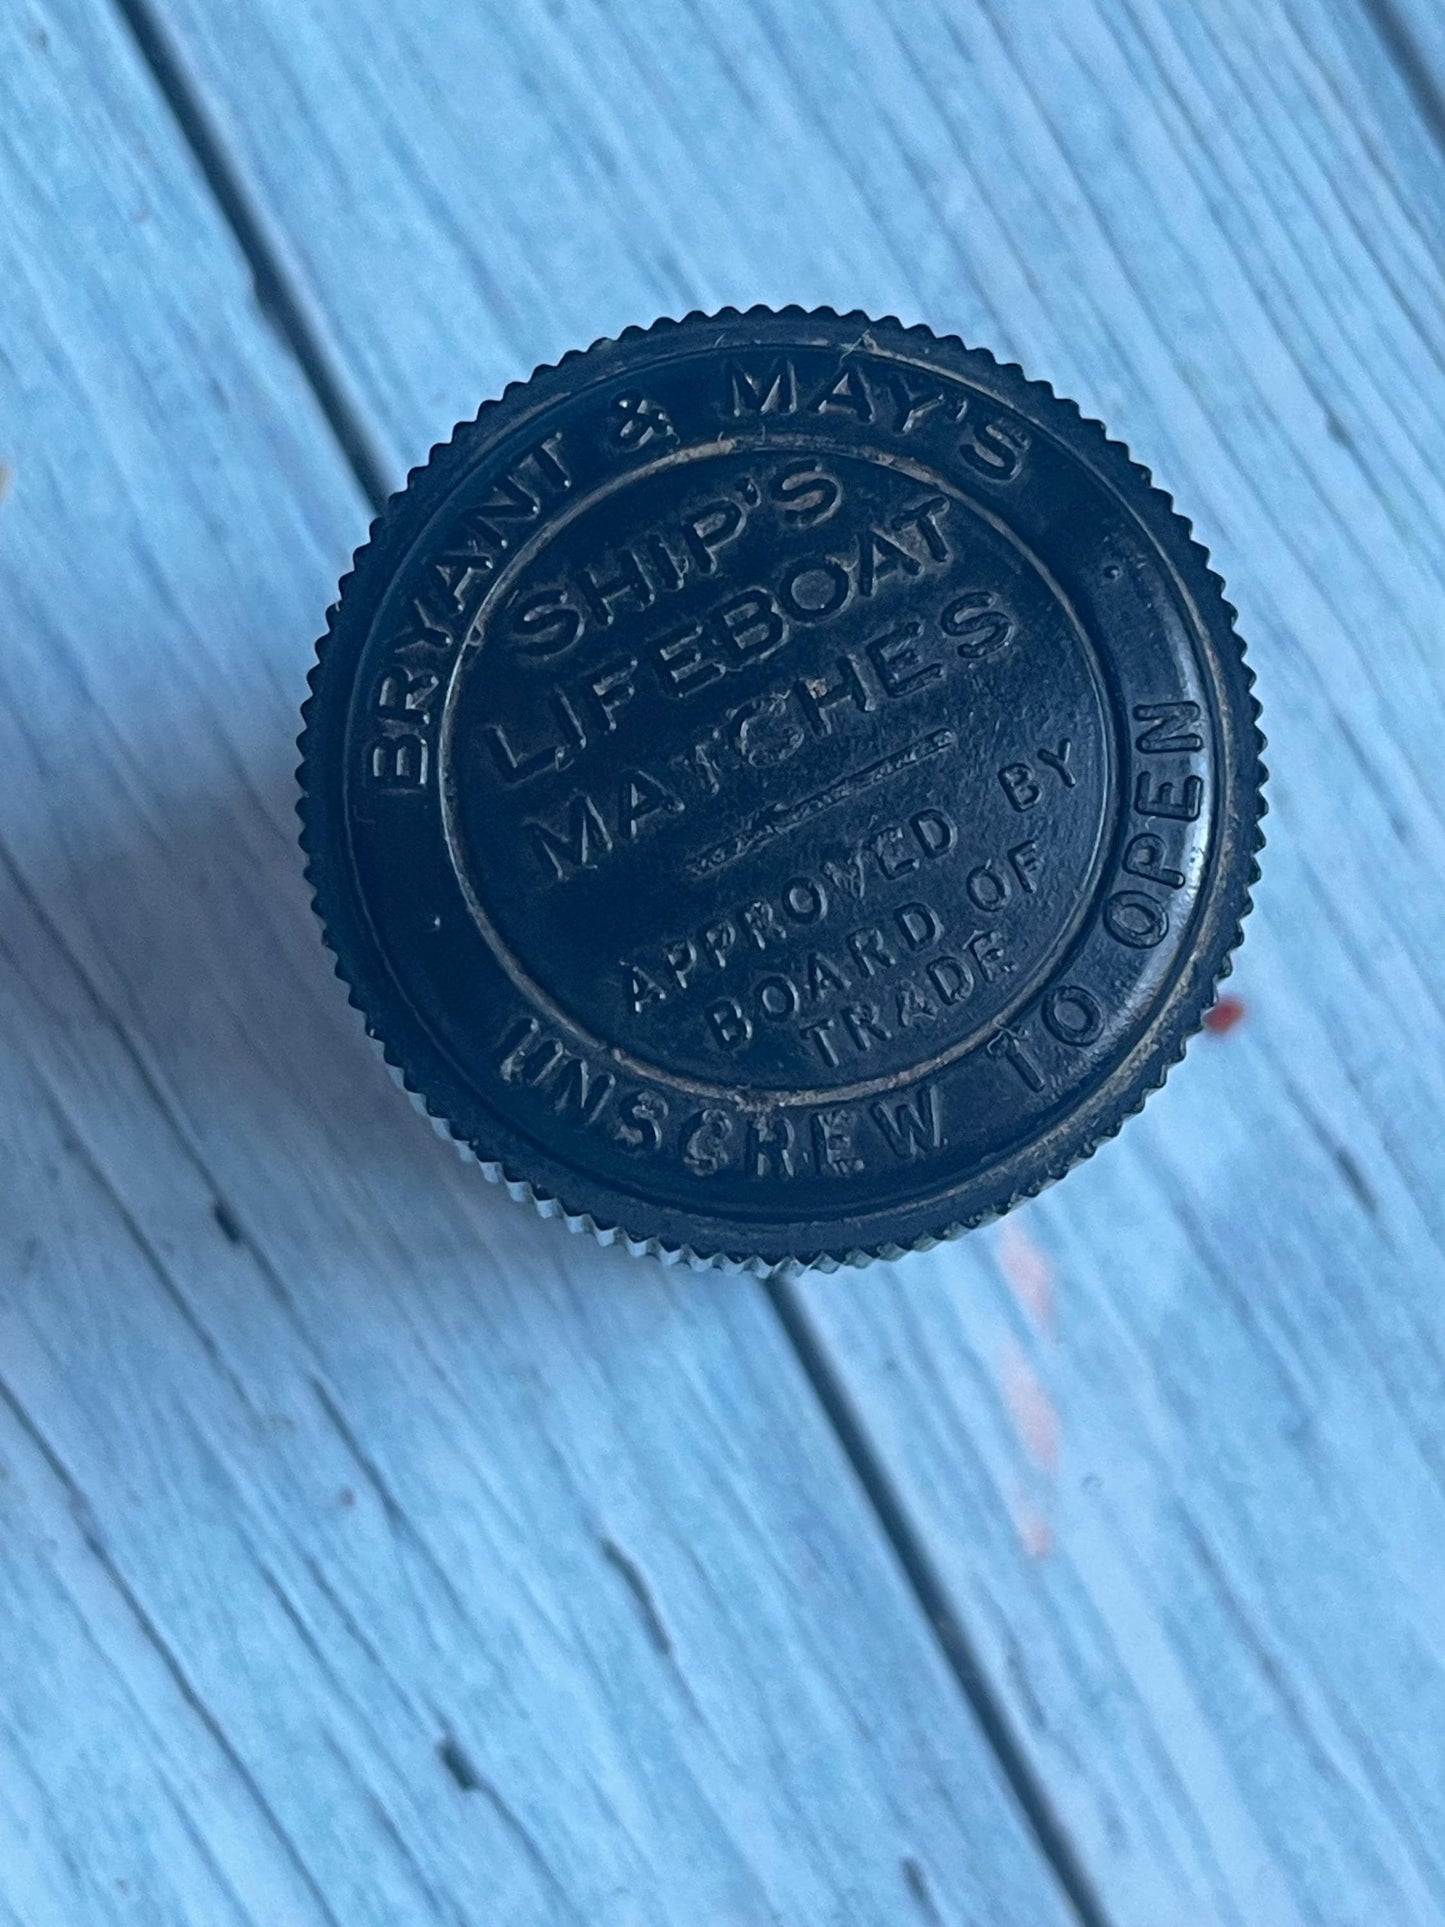 BRYANT & MAY'S
SHIP'S
LIFEBOAT
MATCHES
APPROVED BY
BOARD OF
TRADE
UNSCREW TO OPEN